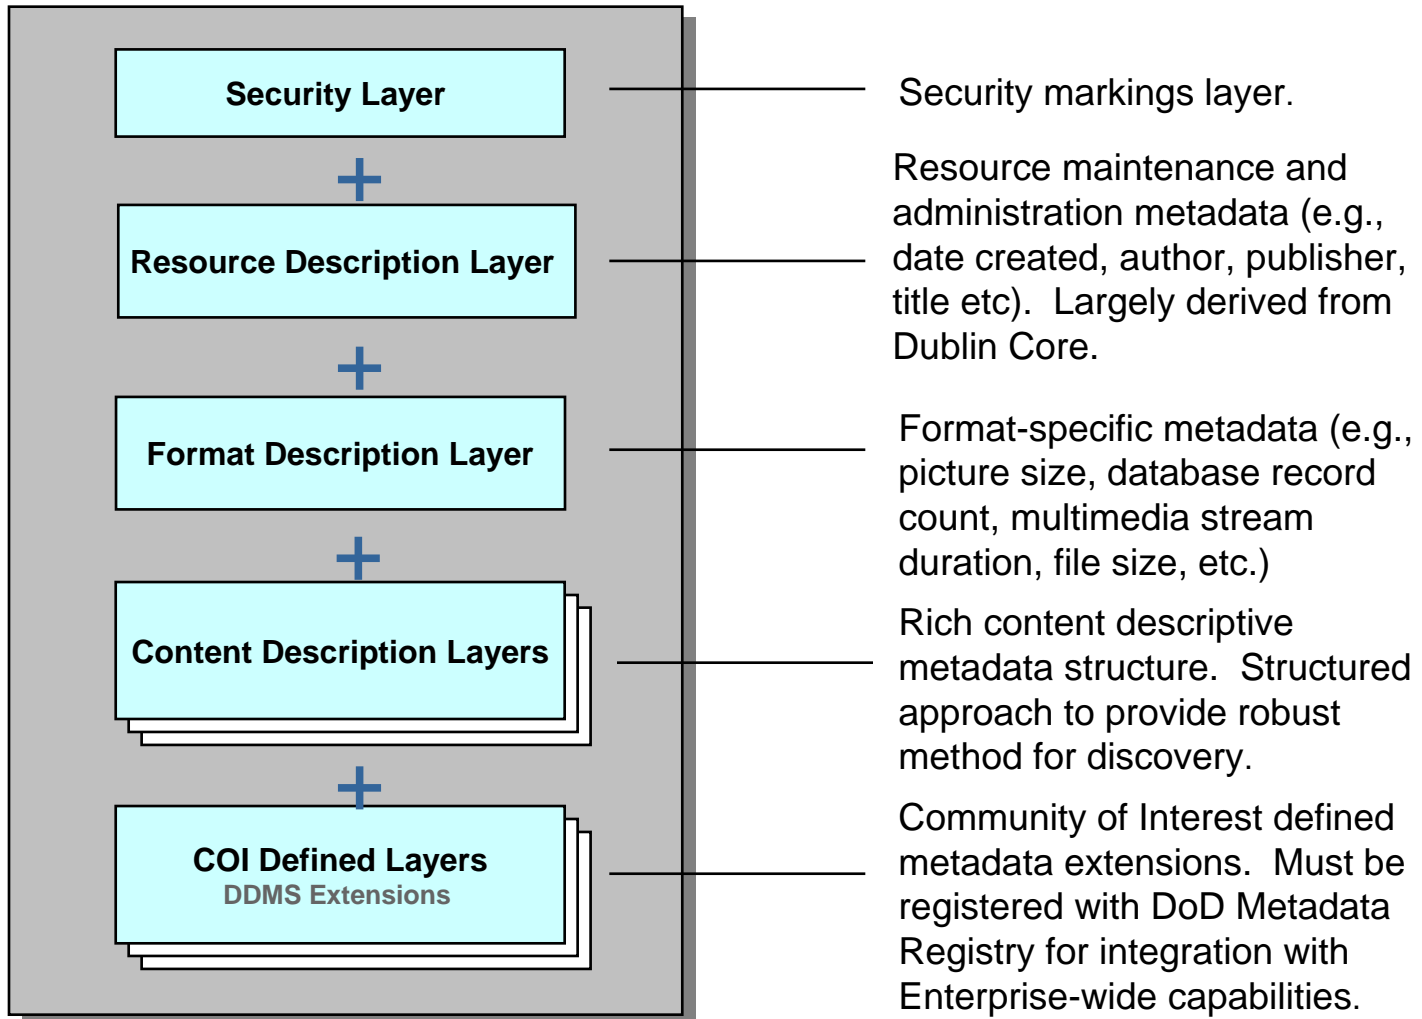 Security Layer
Security markings layer.
+
Resource Description Layer
Resource maintenance and
administration metadata (e.g.,
date created, author, publisher,
title etc).  Largely derived from
Dublin Core.
+
Format Description Layer
Format-specific metadata (e.g.,
picture size, database record
count, multimedia stream
duration, file size, etc.)
+
Content Description Layers
Rich content descriptive
metadata structure.  Structured
approach to provide robust
method for discovery.
+
COI Defined Layers
DDMS Extensions
Community of Interest defined
metadata extensions.  Must be
registered with DoD Metadata
Registry for integration with
Enterprise-wide capabilities.